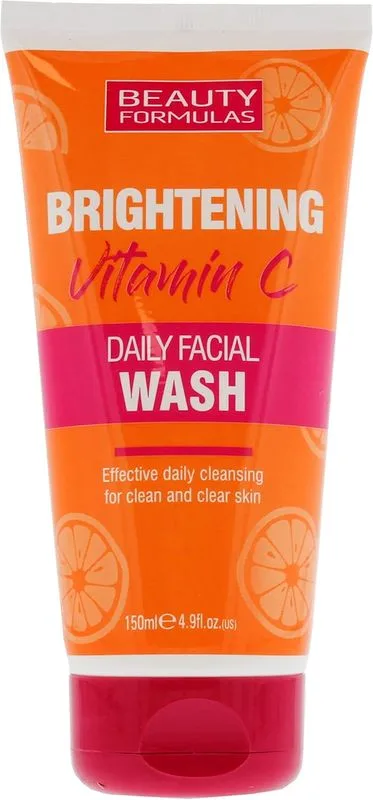 BEAUTY
FORMULAS
BRIGHTENING
Vitamin C
DAILY FACIAL
WASH
Effective daily cleansing
for clean and clear skin
150ml℮4.9fl.oz.(US)